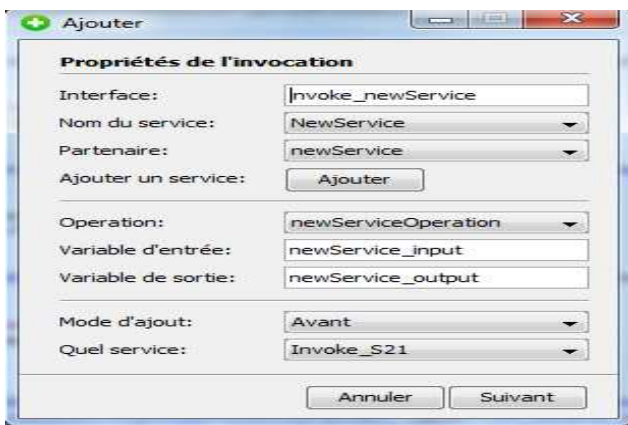 Ajouter
Propriétés de l'invocation
Interface: invoke_newService
Nom du service: NewService
Partenaire: newService
Ajouter un service: Ajouter
Operation: newServiceOperation
Variable d'entrée: newService_input
Variable de sortie: newService_output
Mode d'ajout: Avant
Quel service: Invoke_S21
Annuler Suivant